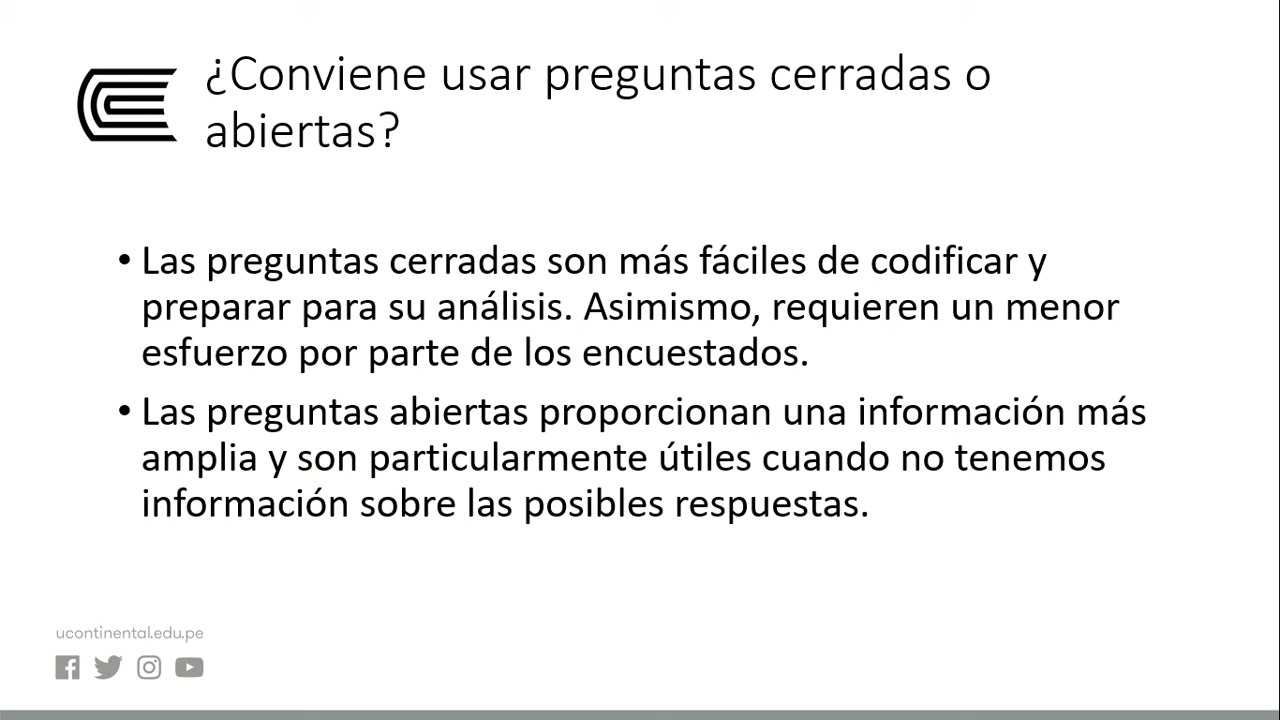 ¿Conviene usar preguntas cerradas o
abiertas?
• Las preguntas cerradas son más fáciles de codificar y
preparar para su análisis. Asimismo, requieren un menor
esfuerzo por parte de los encuestados.
• Las preguntas abiertas proporcionan una información más
amplia y son particularmente útiles cuando no tenemos
información sobre las posibles respuestas.
ucontinental.edu.pe